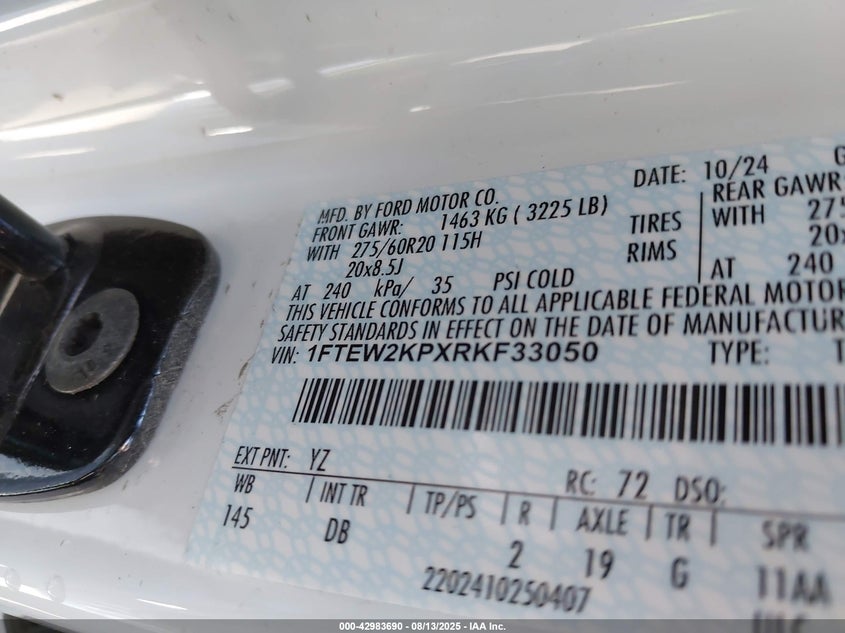 DATE: 10/24
MFD. BY FORD MOTOR CO.
FRONT GAWR: 1463 KG ( 3225 LB)
REAR GAWR
WITH 275/60R20 115H TIRES WITH 275
20x8.5J RIMS 20x
AT 240 kPa/ 35 PSI COLD AT 240
THIS VEHICLE CONFORMS TO ALL APPLICABLE FEDERAL MOTOR
SAFETY STANDARDS IN EFFECT ON THE DATE OF MANUFACTUR
VIN: 1FTEW2KPXRKF33050 TYPE: T
EXT PNT: YZ RC: 72 DSO:
WB INT TR TP/PS R AXLE TR SPR
145 DB 2 19 G 11AA
2202410250407
000-42983690 - 08/13/2025 - IAA Inc.